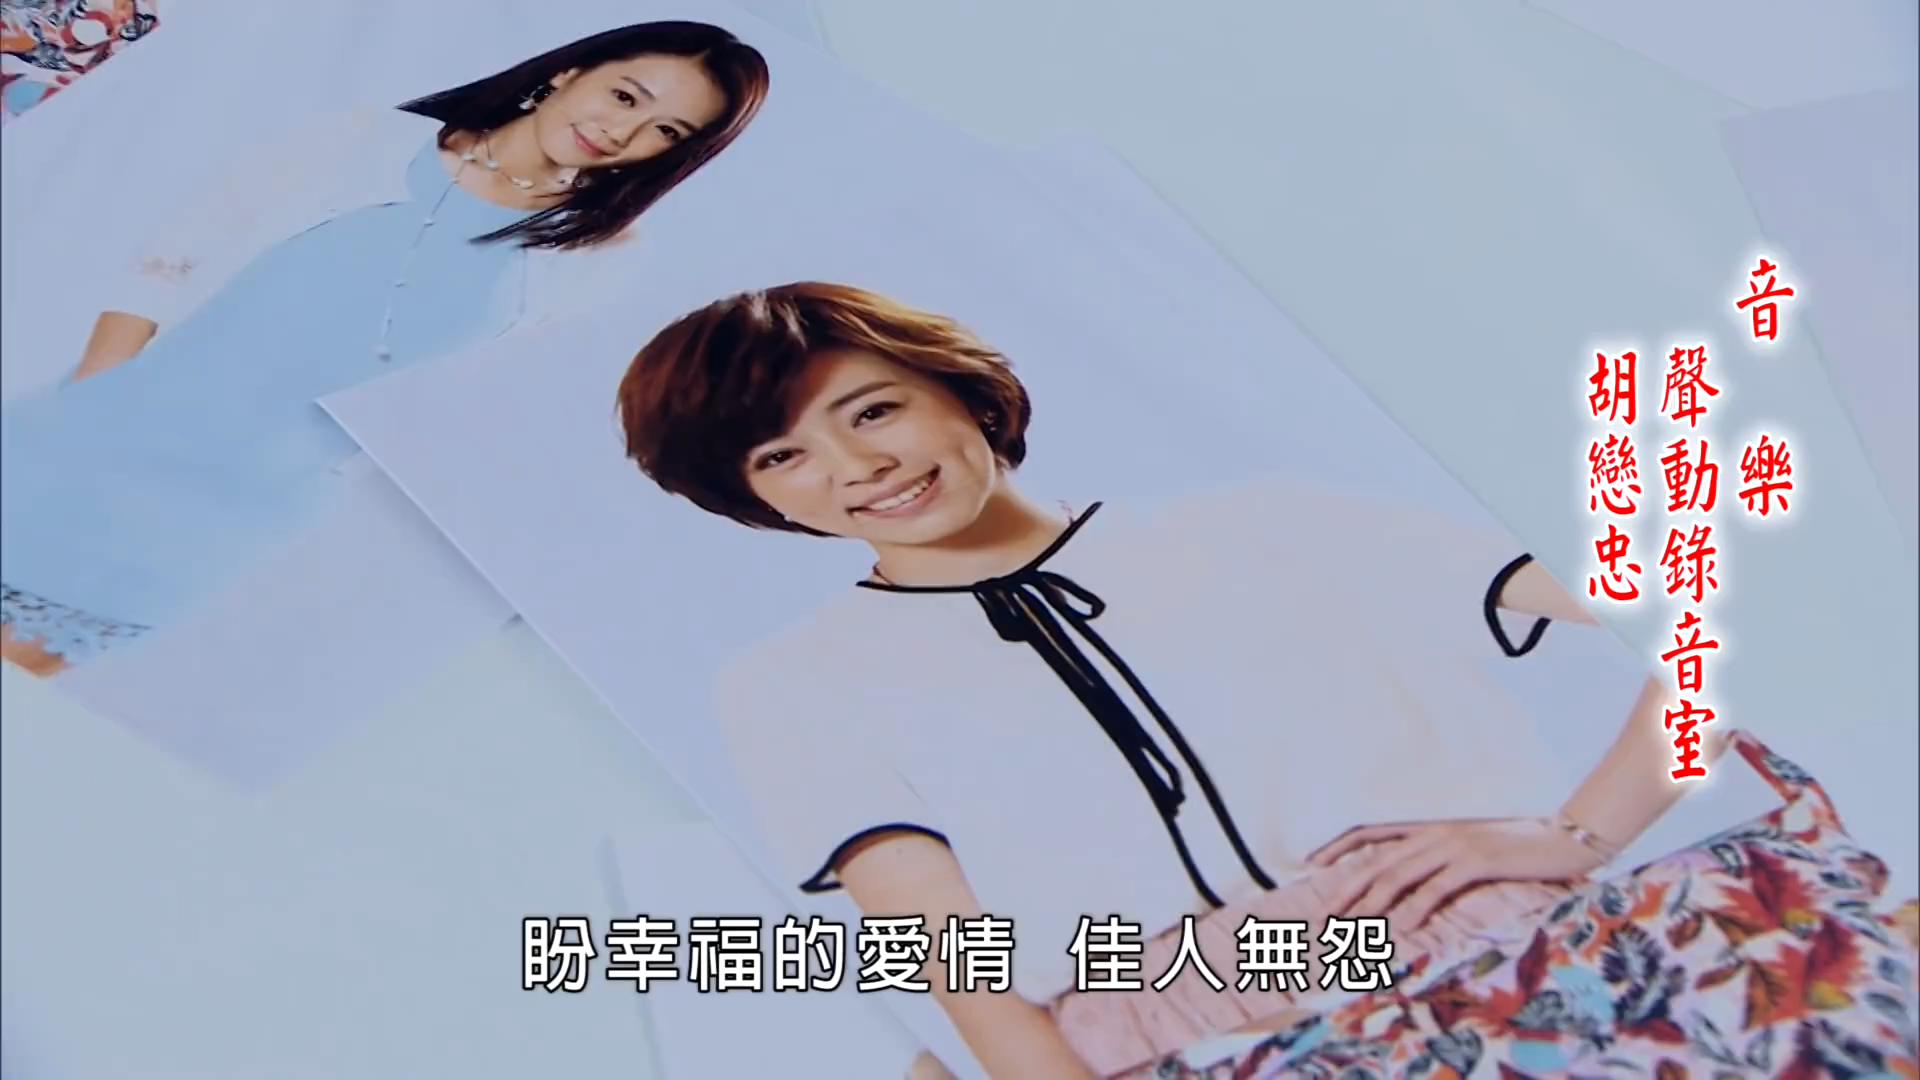 音樂
聲動錄音室
胡戀忠
盼幸福的愛情 佳人無怨